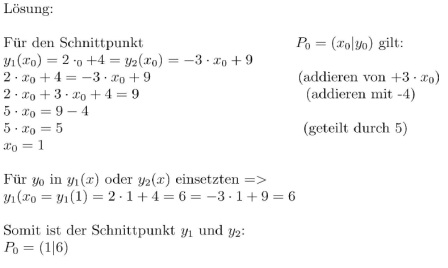 Lösung:
Für den Schnittpunkt P₀ = (x₀|y₀) gilt:
y₁(x₀) = 2 ·₀ +4 = y₂(x₀) = −3 · x₀ + 9
2 · x₀ + 4 = −3 · x₀ + 9 (addieren von +3 · x₀)
2 · x₀ + 3 · x₀ + 4 = 9 (addieren mit -4)
5 · x₀ = 9 − 4
5 · x₀ = 5 (geteilt durch 5)
x₀ = 1
Für y₀ in y₁(x) oder y₂(x) einsetzten =>
y₁(x₀ = y₁(1) = 2 · 1 + 4 = 6 = −3 · 1 + 9 = 6
Somit ist der Schnittpunkt y₁ und y₂:
P₀ = (1|6)